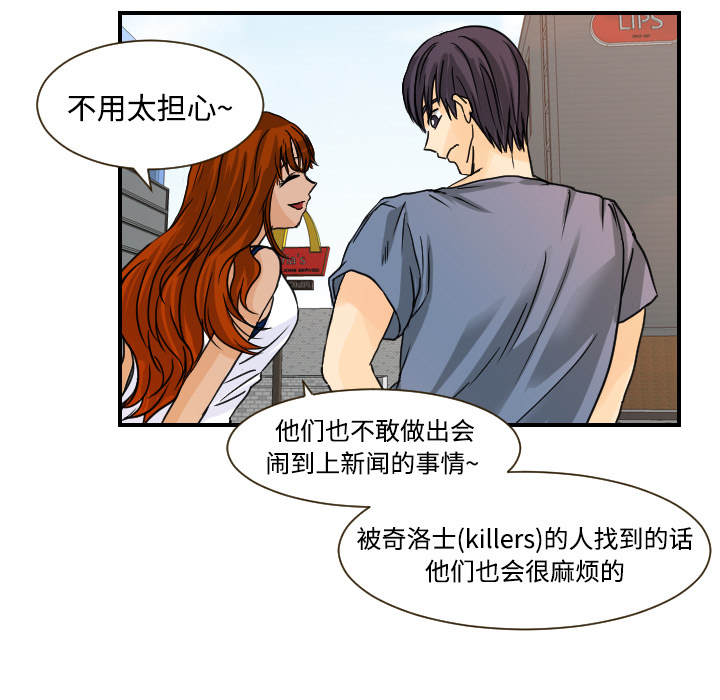 LIPS
不用太担心~
他们也不敢做出会
闹到上新闻的事情~
被奇洛士(killers)的人找到的话
他们也会很麻烦的